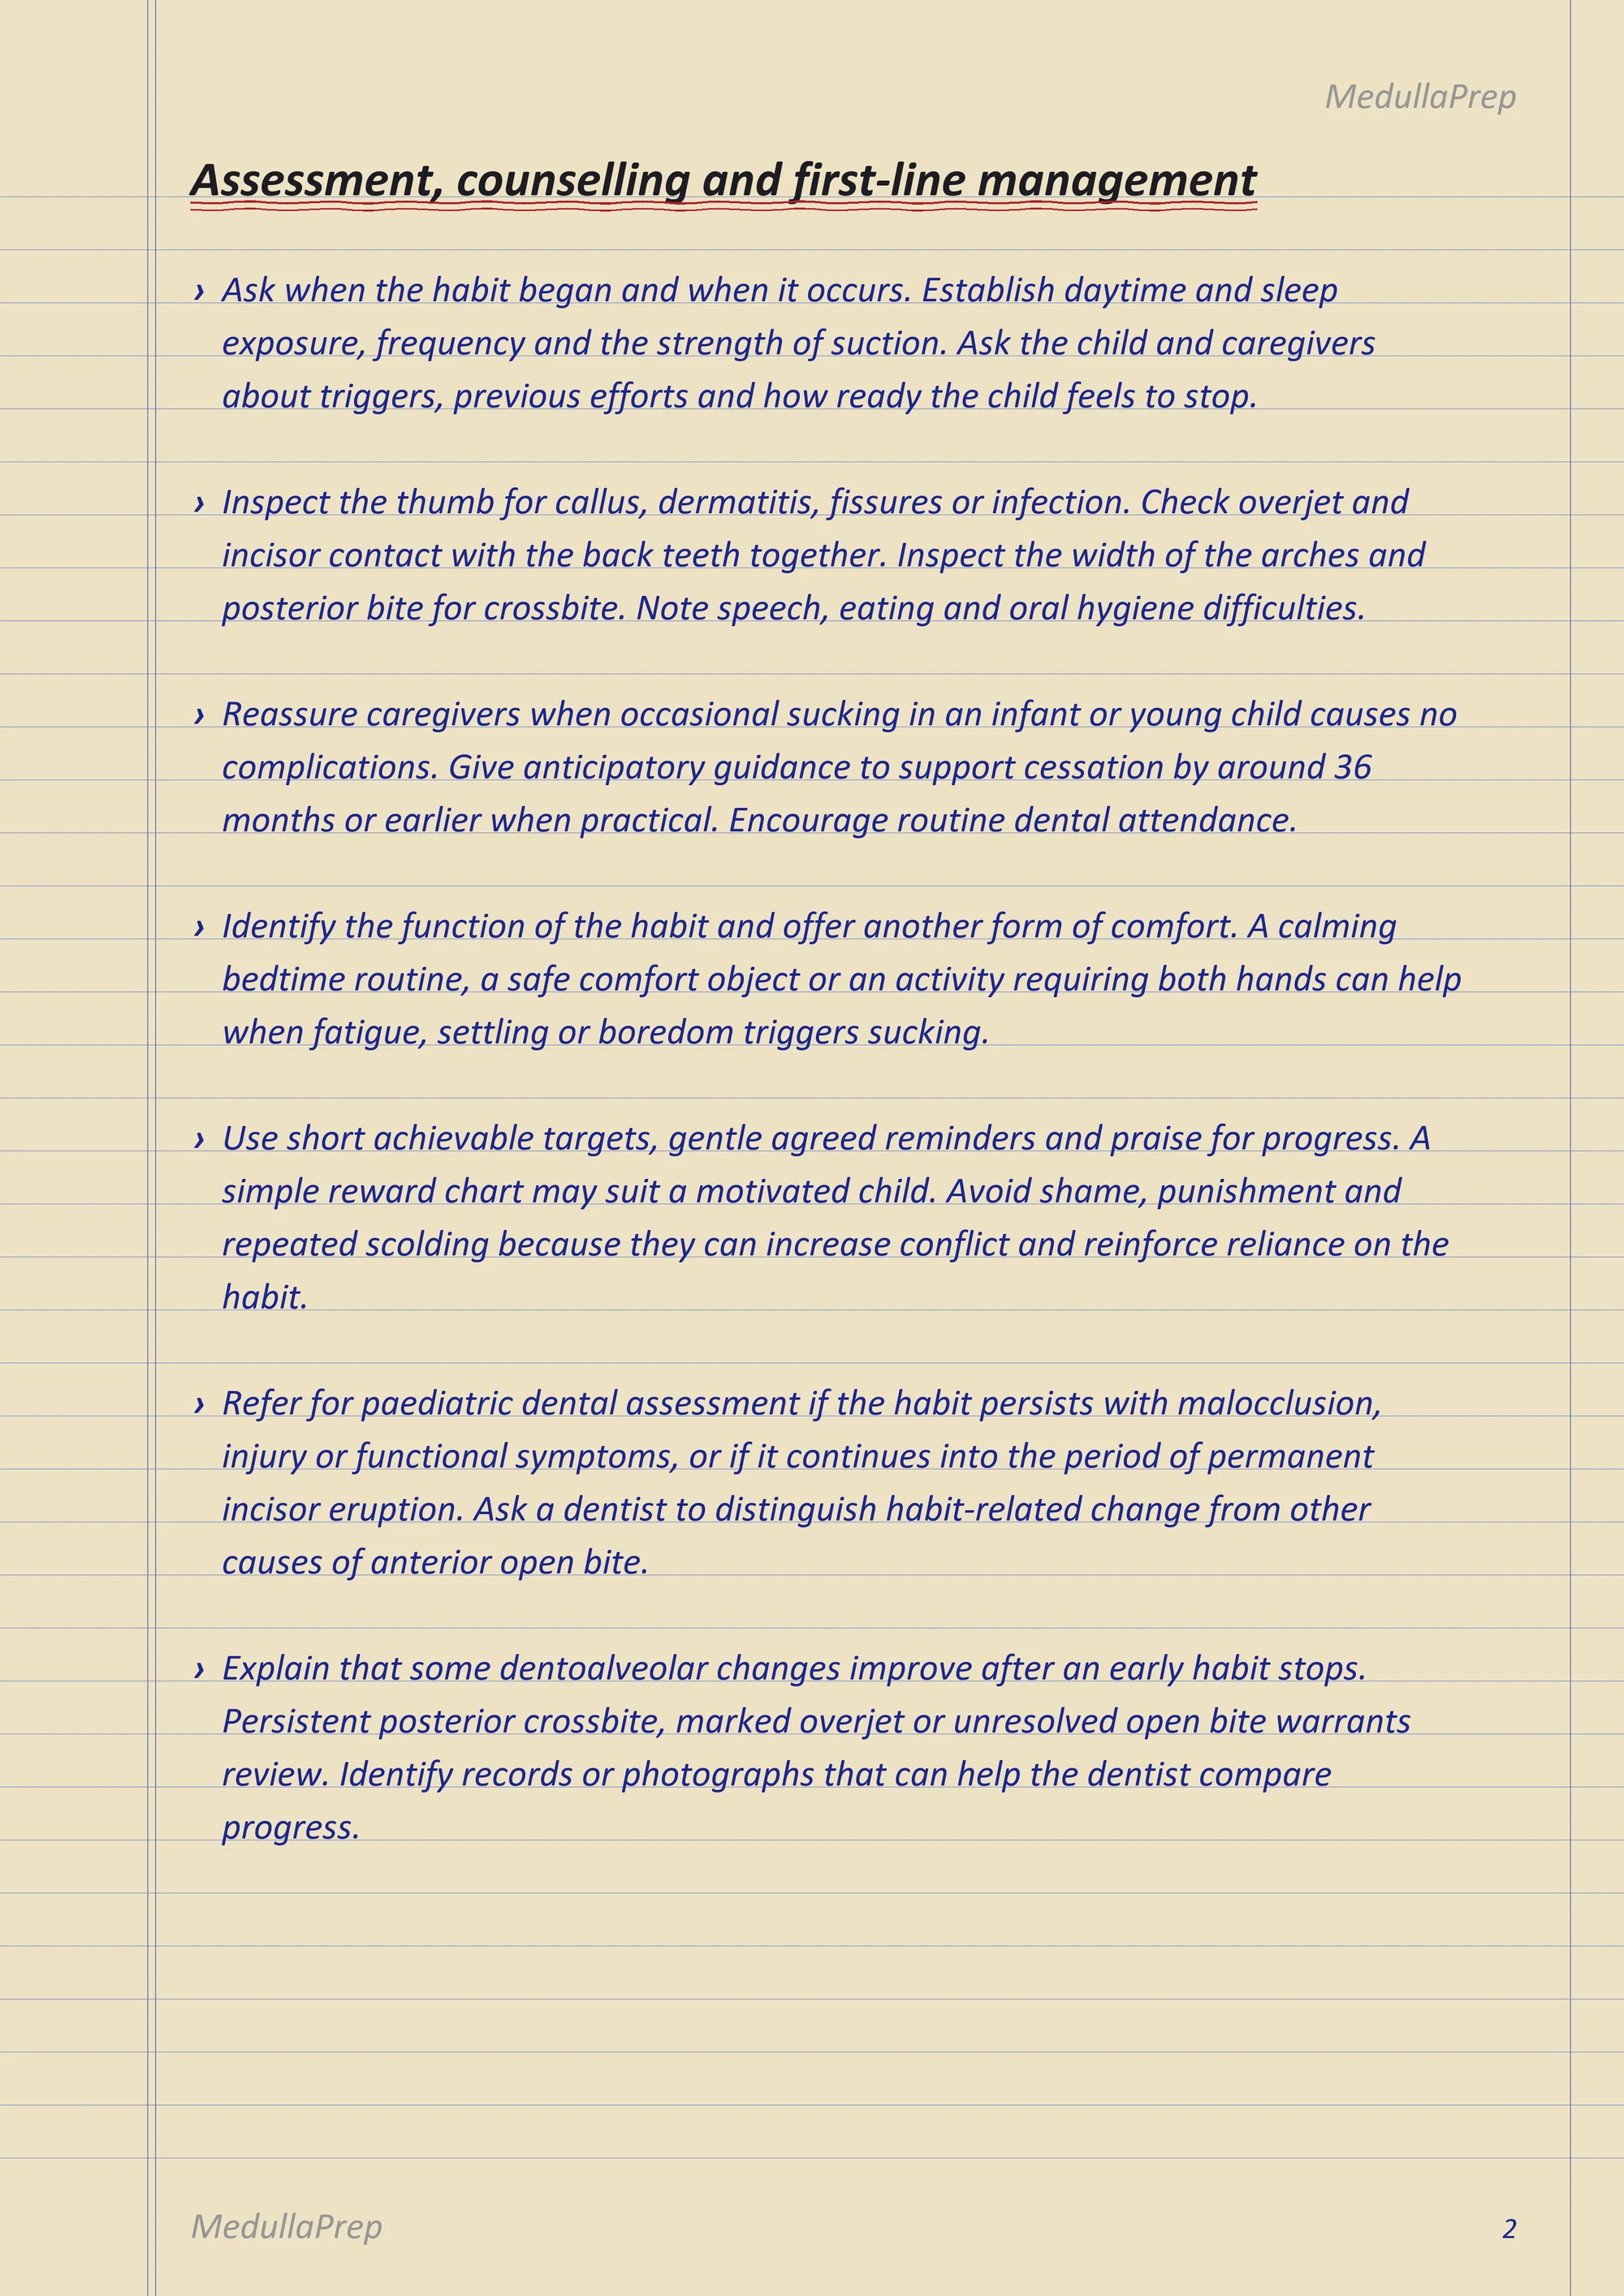 MedullaPrep
Assessment, counselling and first-line management
› Ask when the habit began and when it occurs. Establish daytime and sleep
exposure, frequency and the strength of suction. Ask the child and caregivers
about triggers, previous efforts and how ready the child feels to stop.
› Inspect the thumb for callus, dermatitis, fissures or infection. Check overjet and
incisor contact with the back teeth together. Inspect the width of the arches and
posterior bite for crossbite. Note speech, eating and oral hygiene difficulties.
› Reassure caregivers when occasional sucking in an infant or young child causes no
complications. Give anticipatory guidance to support cessation by around 36
months or earlier when practical. Encourage routine dental attendance.
› Identify the function of the habit and offer another form of comfort. A calming
bedtime routine, a safe comfort object or an activity requiring both hands can help
when fatigue, settling or boredom triggers sucking.
› Use short achievable targets, gentle agreed reminders and praise for progress. A
simple reward chart may suit a motivated child. Avoid shame, punishment and
repeated scolding because they can increase conflict and reinforce reliance on the
habit.
› Refer for paediatric dental assessment if the habit persists with malocclusion,
injury or functional symptoms, or if it continues into the period of permanent
incisor eruption. Ask a dentist to distinguish habit-related change from other
causes of anterior open bite.
› Explain that some dentoalveolar changes improve after an early habit stops.
Persistent posterior crossbite, marked overjet or unresolved open bite warrants
review. Identify records or photographs that can help the dentist compare
progress.
MedullaPrep
2